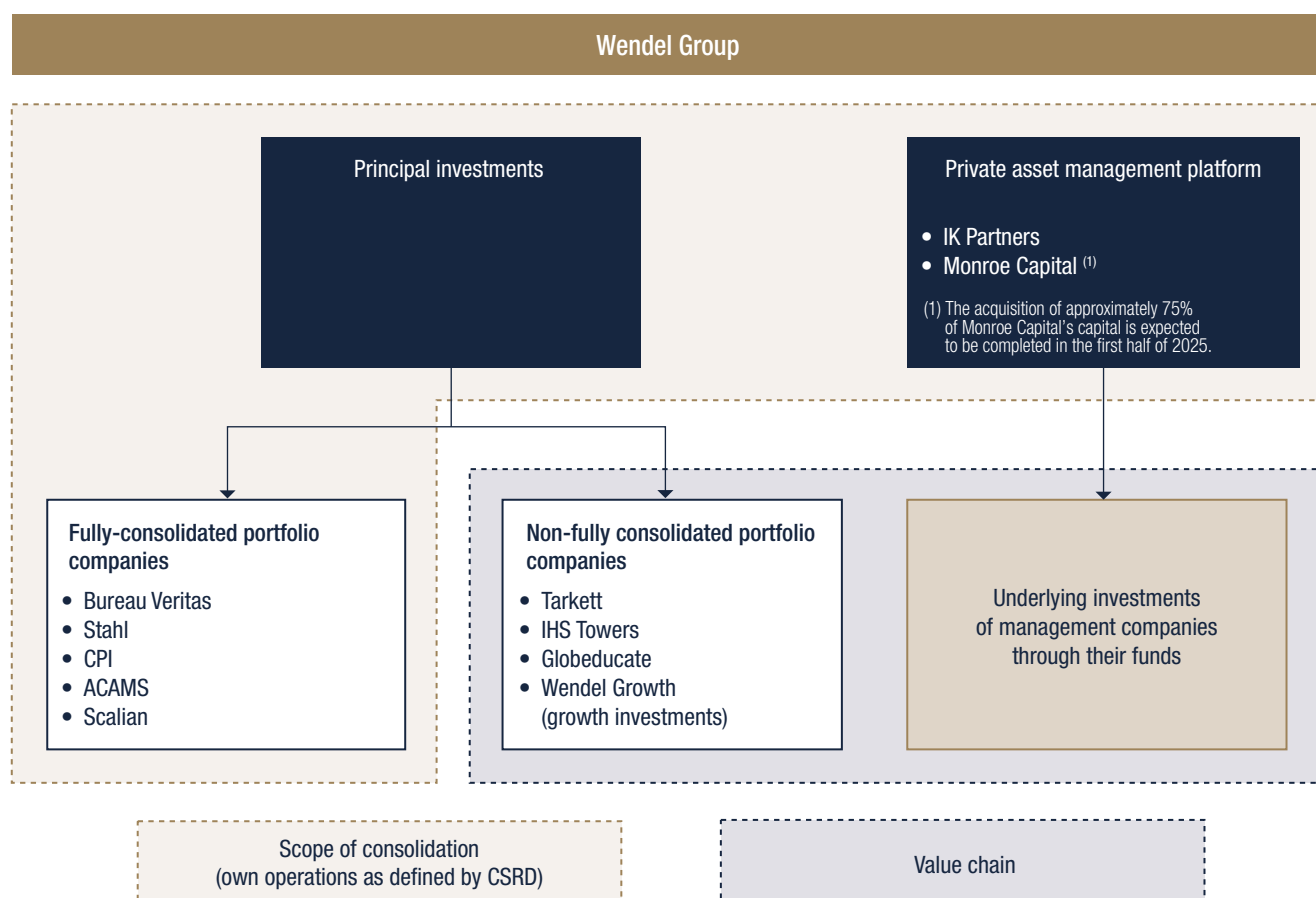 Wendel Group
Principal investments
Private asset management platform
• IK Partners
• Monroe Capital (1)
(1) The acquisition of approximately 75%
of Monroe Capital's capital is expected
to be completed in the first half of 2025.
Fully-consolidated portfolio
companies
• Bureau Veritas
• Stahl
• CPI
• ACAMS
• Scalian
Non-fully consolidated portfolio
companies
• Tarkett
• IHS Towers
• Globeducate
• Wendel Growth
(growth investments)
Underlying investments
of management companies
through their funds
Scope of consolidation
(own operations as defined by CSRD)
Value chain